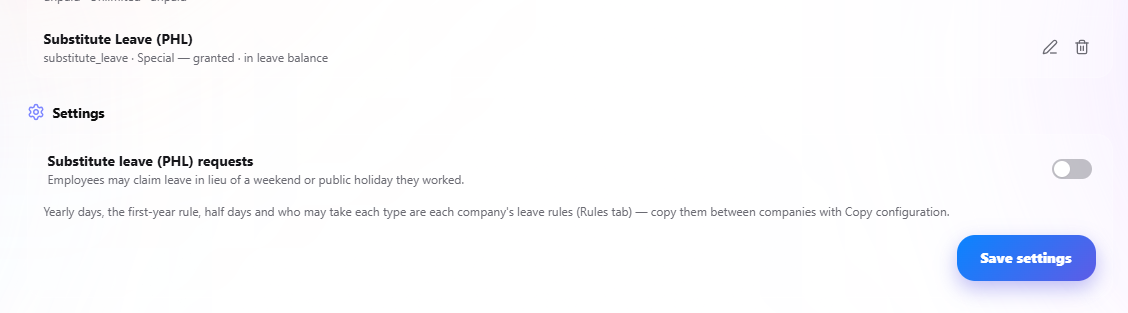 Substitute Leave (PHL)
substitute_leave · Special — granted · in leave balance
Settings
Substitute leave (PHL) requests
Employees may claim leave in lieu of a weekend or public holiday they worked.
Yearly days, the first-year rule, half days and who may take each type are each company's leave rules (Rules tab) — copy them between companies with Copy configuration.
Save settings